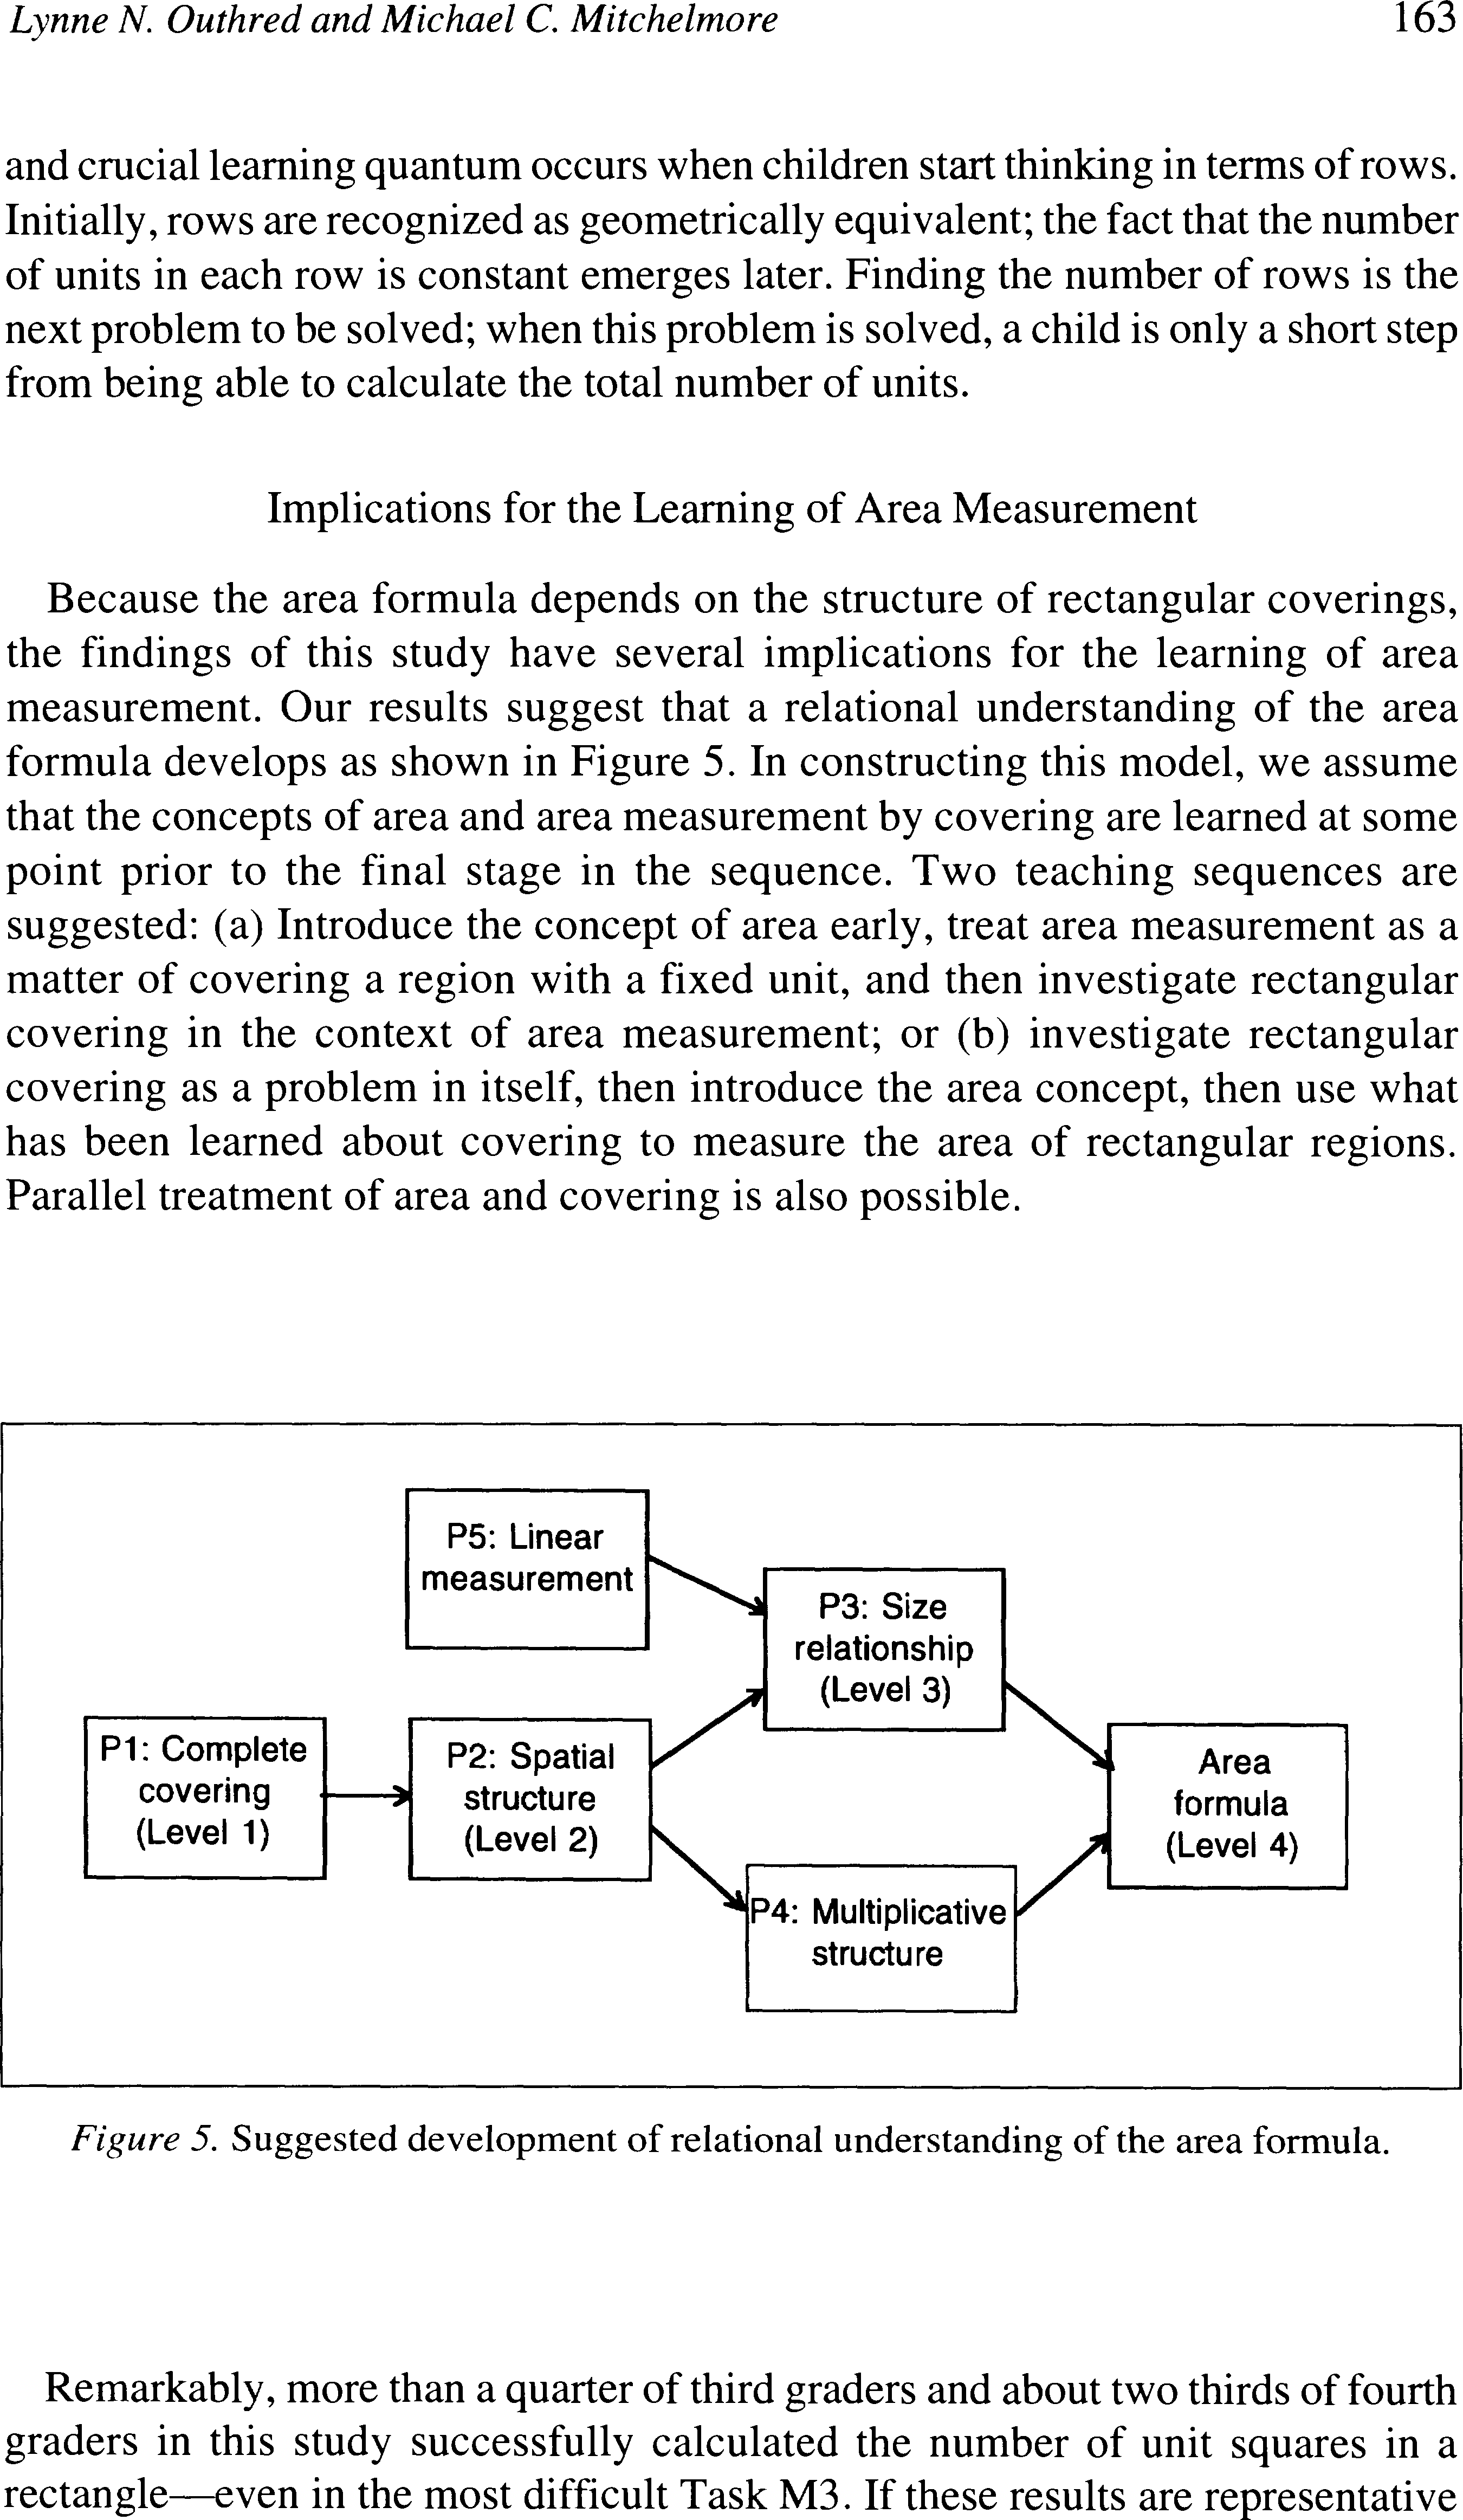 Lynne N. Outhred and Michael C. Mitchelmore 163
and crucial learning quantum occurs when children start thinking in terms of rows.
Initially, rows are recognized as geometrically equivalent; the fact that the number
of units in each row is constant emerges later. Finding the number of rows is the
next problem to be solved; when this problem is solved, a child is only a short step
from being able to calculate the total number of units.
Implications for the Learning of Area Measurement
Because the area formula depends on the structure of rectangular coverings,
the findings of this study have several implications for the learning of area
measurement. Our results suggest that a relational understanding of the area
formula develops as shown in Figure 5. In constructing this model, we assume
that the concepts of area and area measurement by covering are learned at some
point prior to the final stage in the sequence. Two teaching sequences are
suggested: (a) Introduce the concept of area early, treat area measurement as a
matter of covering a region with a fixed unit, and then investigate rectangular
covering in the context of area measurement; or (b) investigate rectangular
covering as a problem in itself, then introduce the area concept, then use what
has been learned about covering to measure the area of rectangular regions.
Parallel treatment of area and covering is also possible.
P5: Linear
measurement
P3: Size
relationship
(Level 3)
P1: Complete
covering
(Level 1)
P2: Spatial
structure
(Level 2)
Area
formula
(Level 4)
P4: Multiplicative
structure
Figure 5. Suggested development of relational understanding of the area formula.
Remarkably, more than a quarter of third graders and about two thirds of fourth
graders in this study successfully calculated the number of unit squares in a
rectangle—even in the most difficult Task M3. If these results are representative